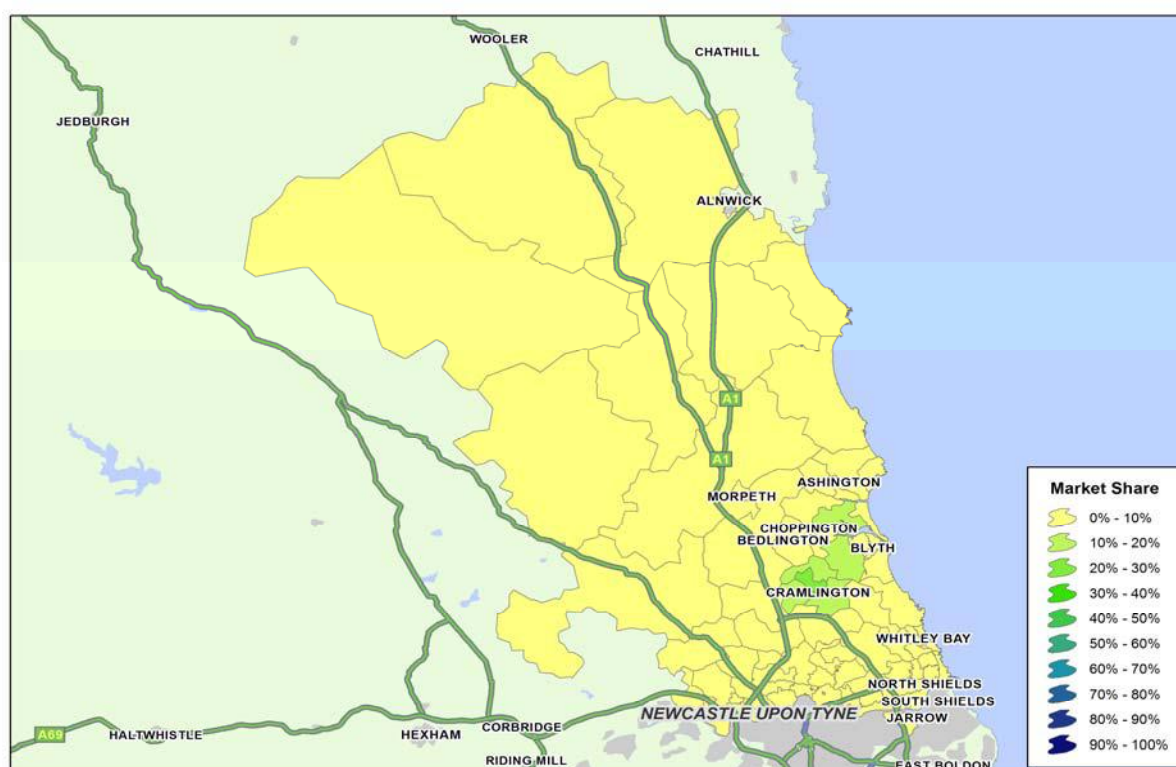 WOOLER
CHATHILL
JEDBURGH
ALNWICK
A1
A1
ASHINGTON
MORPETH
CHOPPINGTON
BEDLINGTON
BLYTH
CRAMLINGTON
WHITLEY BAY
NORTH SHIELDS
SOUTH SHIELDS
NEWCASTLE UPON TYNE
JARROW
A69
HALTWHISTLE
HEXHAM
CORBRIDGE
RIDING MILL
EAST BOLDON
Market Share
0% - 10%
10% - 20%
20% - 30%
30% - 40%
40% - 50%
50% - 60%
60% - 70%
70% - 80%
80% - 90%
90% - 100%